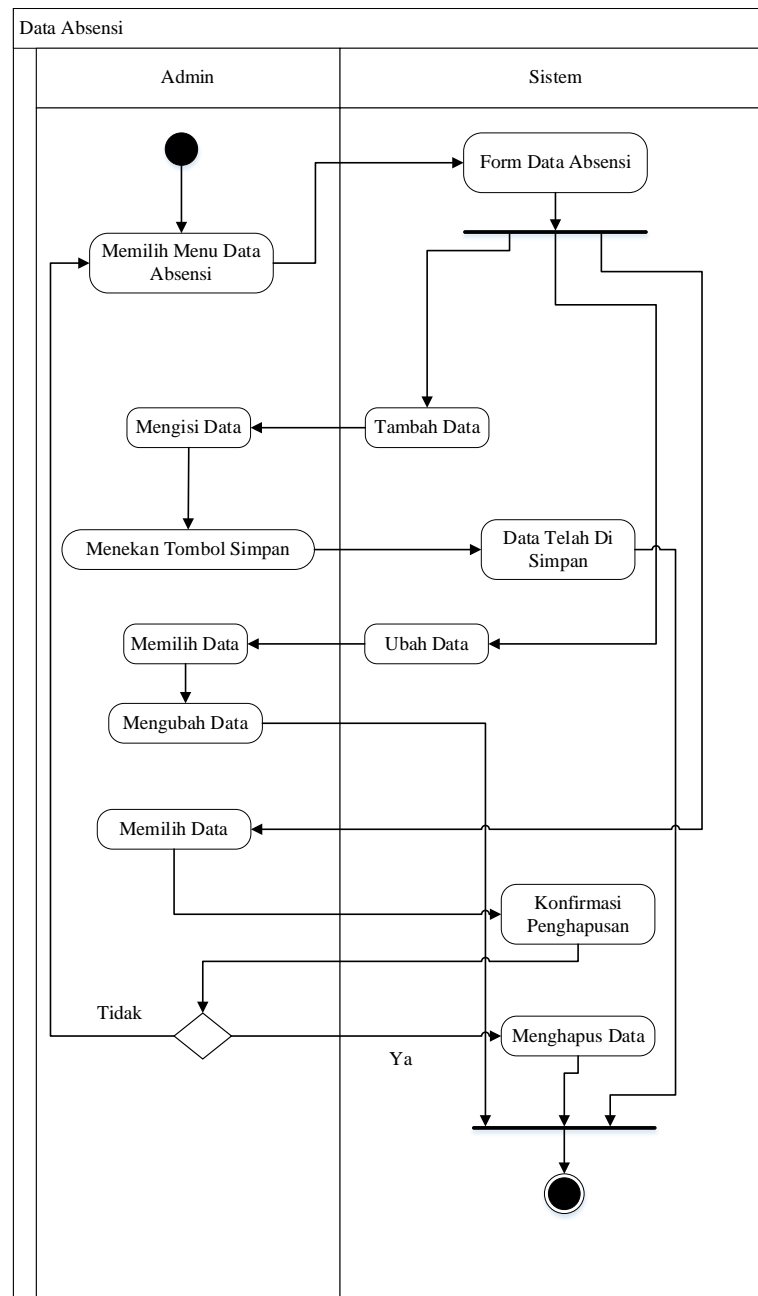 Data Absensi
Admin
Sistem
Form Data Absensi
Memilih Menu Data
Absensi
Mengisi Data
Tambah Data
Menekan Tombol Simpan
Data Telah Di
Simpan
Memilih Data
Ubah Data
Mengubah Data
Memilih Data
Konfirmasi
Penghapusan
Tidak
Menghapus Data
Ya